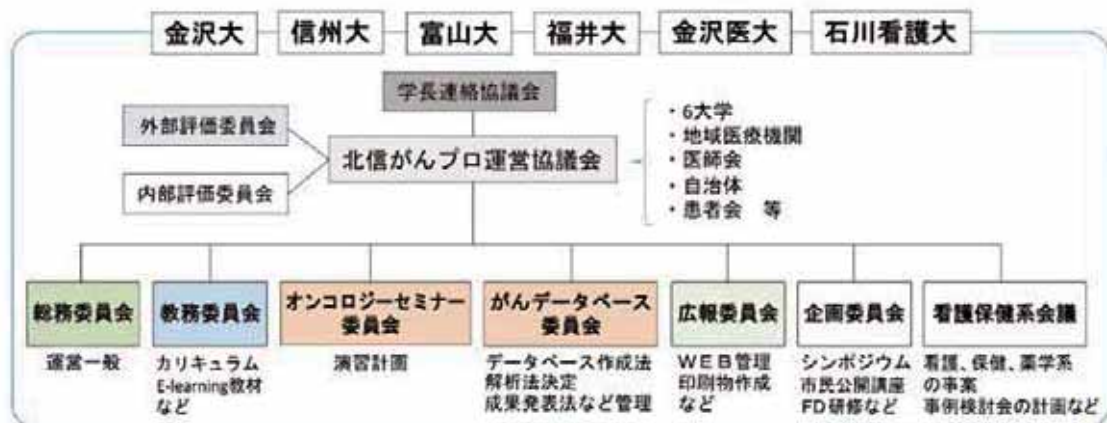 金沢大
信州大
富山大
福井大
金沢医大
石川看護大
学長連絡協議会
外部評価委員会
内部評価委員会
北信がんプロ運営協議会
・6大学
・地域医療機関
・医師会
・自治体
・患者会　等
総務委員会
運営一般
教務委員会
カリキュラム
E-learning教材
など
オンコロジーセミナー
委員会
演習計画
がんデータベース
委員会
データベース作成法
解析法決定
成果発表法など管理
広報委員会
ＷＥＢ管理
印刷物作成
など
企画委員会
シンポジウム
市民公開講座
FD研修など
看護保健系会議
看護、保健、薬学系
の事案
事例検討会の計画など